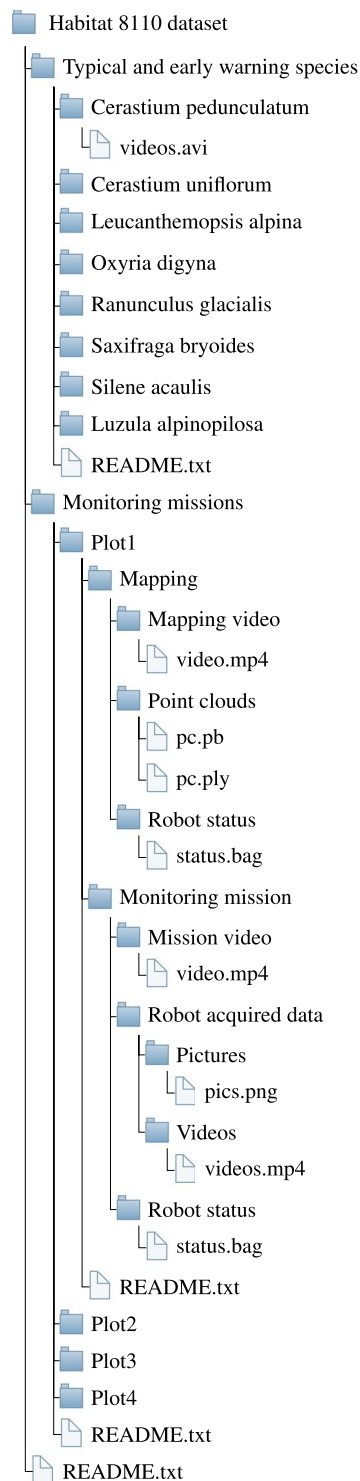 Habitat 8110 dataset
Typical and early warning species
Cerastium pedunculatum
videos.avi
Cerastium uniflorum
Leucanthemopsis alpina
Oxyria digyna
Ranunculus glacialis
Saxifraga bryoides
Silene acaulis
Luzula alpinopilosa
README.txt
Monitoring missions
Plot1
Mapping
Mapping video
video.mp4
Point clouds
pc.pb
pc.ply
Robot status
status.bag
Monitoring mission
Mission video
video.mp4
Robot acquired data
Pictures
pics.png
Videos
videos.mp4
Robot status
status.bag
README.txt
Plot2
Plot3
Plot4
README.txt
README.txt